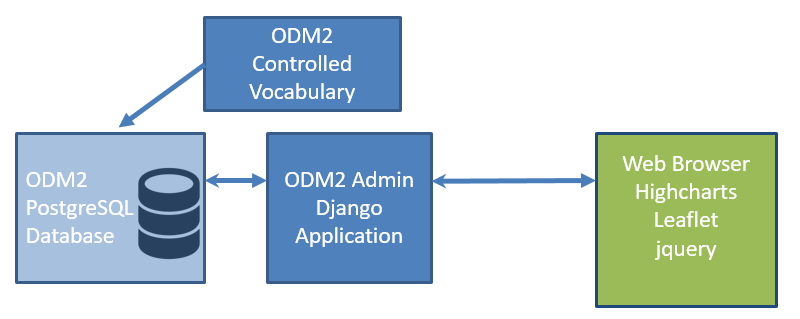 ODM2
Controlled
Vocabulary
ODM2
PostgreSQL
Database
ODM2 Admin
Django
Application
Web Browser
Highcharts
Leaflet
jquery